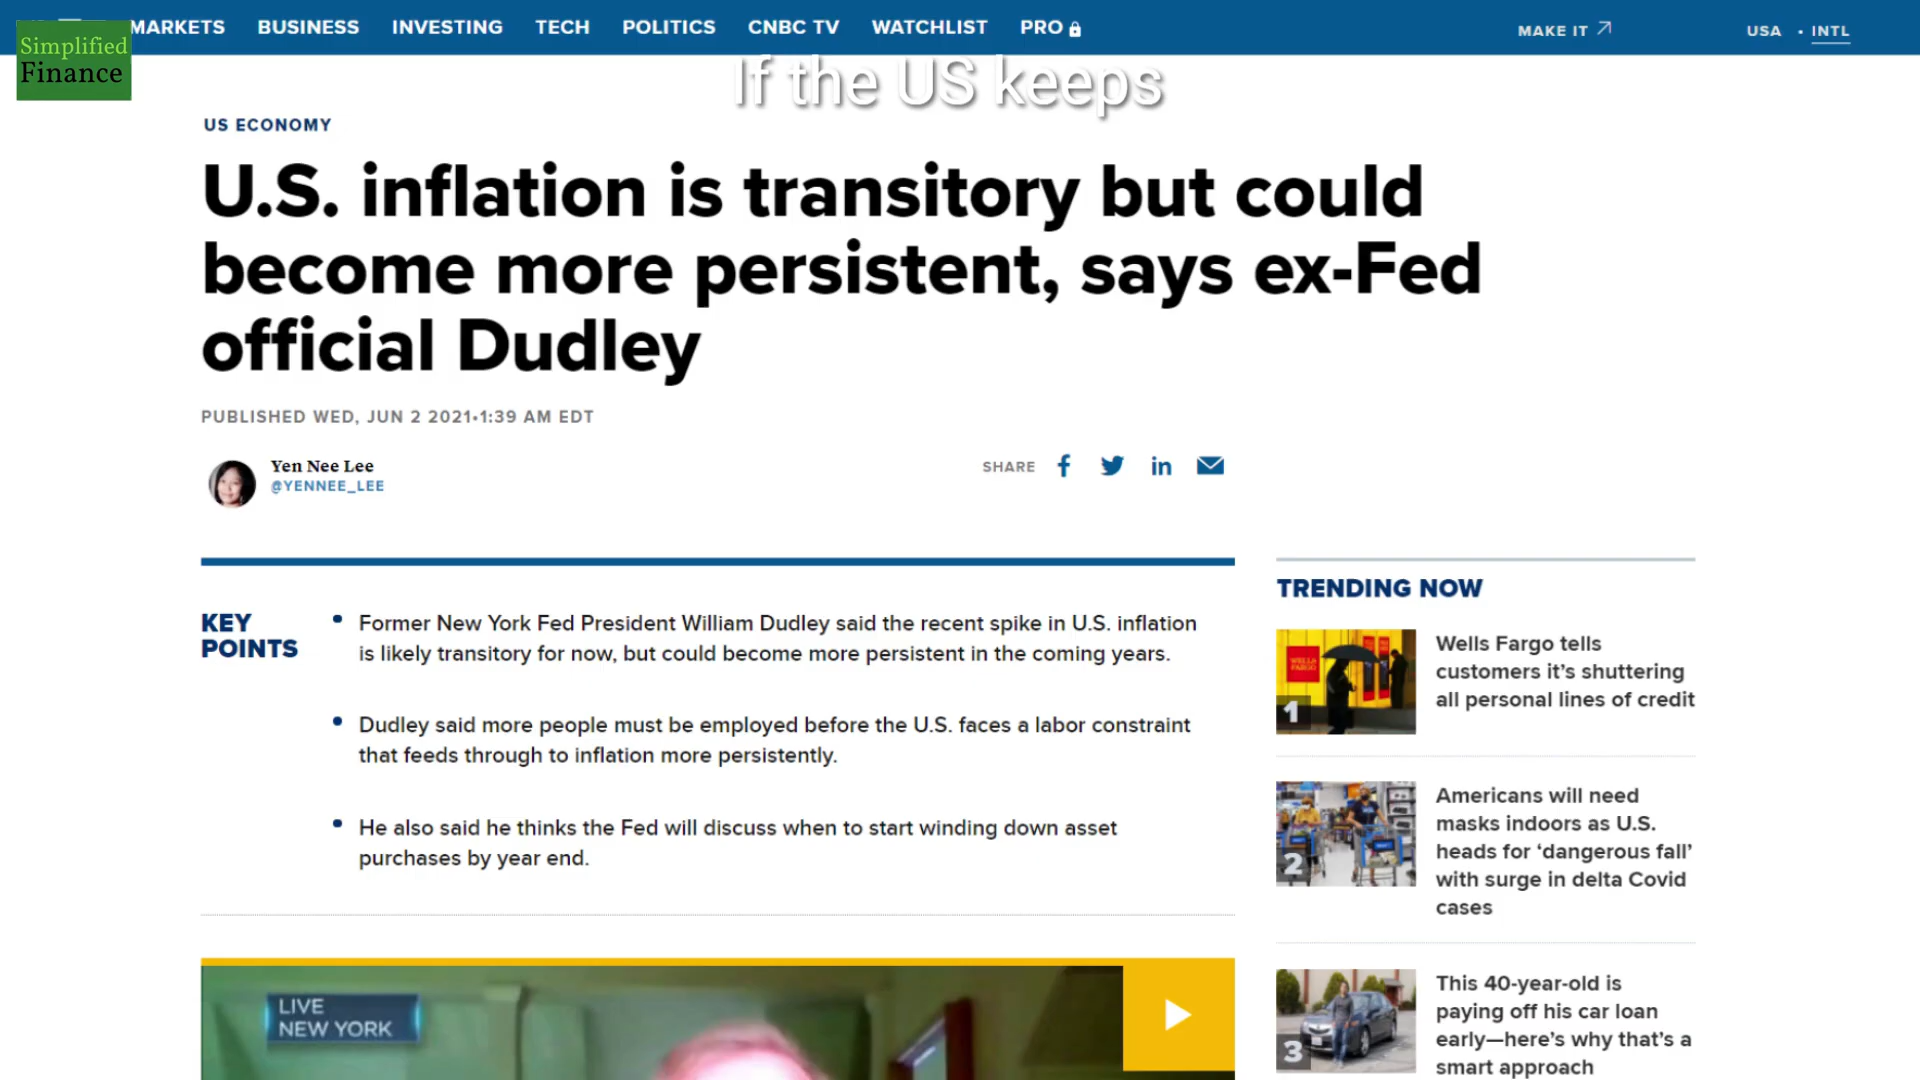 MARKETS BUSINESS INVESTING TECH POLITICS CNBC TV WATCHLIST PRO MAKE IT USA • INTL
Simplified
Finance
If the US keeps
US ECONOMY
U.S. inflation is transitory but could
become more persistent, says ex-Fed
official Dudley
PUBLISHED WED, JUN 2 2021•1:39 AM EDT
Yen Nee Lee
@YENNEE_LEE
SHARE
KEY
POINTS
• Former New York Fed President William Dudley said the recent spike in U.S. inflation
is likely transitory for now, but could become more persistent in the coming years.
• Dudley said more people must be employed before the U.S. faces a labor constraint
that feeds through to inflation more persistently.
• He also said he thinks the Fed will discuss when to start winding down asset
purchases by year end.
LIVE
NEW YORK
TRENDING NOW
WELLS
FARGO
1
Wells Fargo tells
customers it’s shuttering
all personal lines of credit
2
Americans will need
masks indoors as U.S.
heads for ‘dangerous fall’
with surge in delta Covid
cases
3
This 40-year-old is
paying off his car loan
early—here’s why that’s a
smart approach